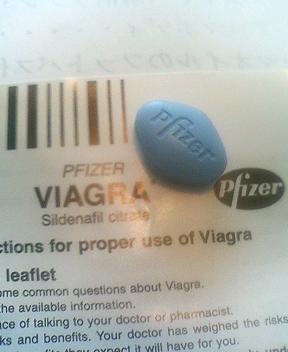 Pfizer
PFIZER
VIAGRA
Pfizer
Sildenafil citrate
ctions for proper use of Viagra
leaflet
ome common questions about Viagra.
the available information.
ace of talking to your doctor or pharmacist.
ks and benefits. Your doctor has weighed the risks
they expect it will have for you.